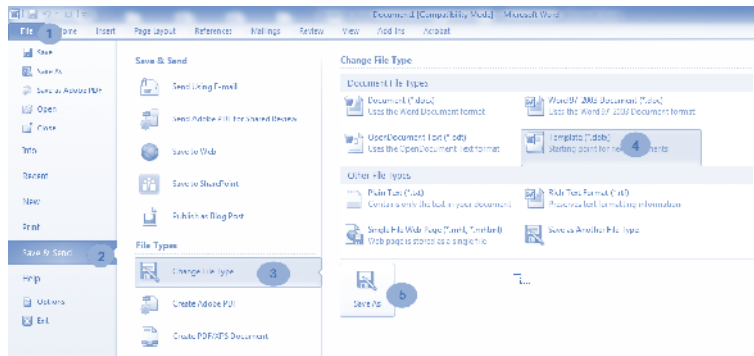 Document1 [Compatibility Mode] - Microsoft Word
File 1 Home Insert Page Layout References Mailings Review View Add-Ins Acrobat
Save
Save As
Save as Adobe PDF
Open
Close
Info
Recent
New
Print
Save & Send 2
Help
Options
Exit
Save & Send
Send Using E-mail
Send Adobe PDF for Shared Review
Save to Web
Save to SharePoint
Publish as Blog Post
File Types
Change File Type 3
Create Adobe PDF
Create PDF/XPS Document
Change File Type
Document File Types
Document (*.docx)
Uses the Word Document format
Word 97-2003 Document (*.doc)
Uses the Word 97-2003 Document format
OpenDocument Text (*.odt)
Uses the OpenDocument Text format
Template (*.dotx) 4
Starting point for new documents
Other File Types
Plain Text (*.txt)
Contains only the text in your document
Rich Text Format (*.rtf)
Preserves text formatting information
Single File Web Page (*.mht, *.mhtml)
Web page is stored as a single file
Save as Another File Type
Save As 5